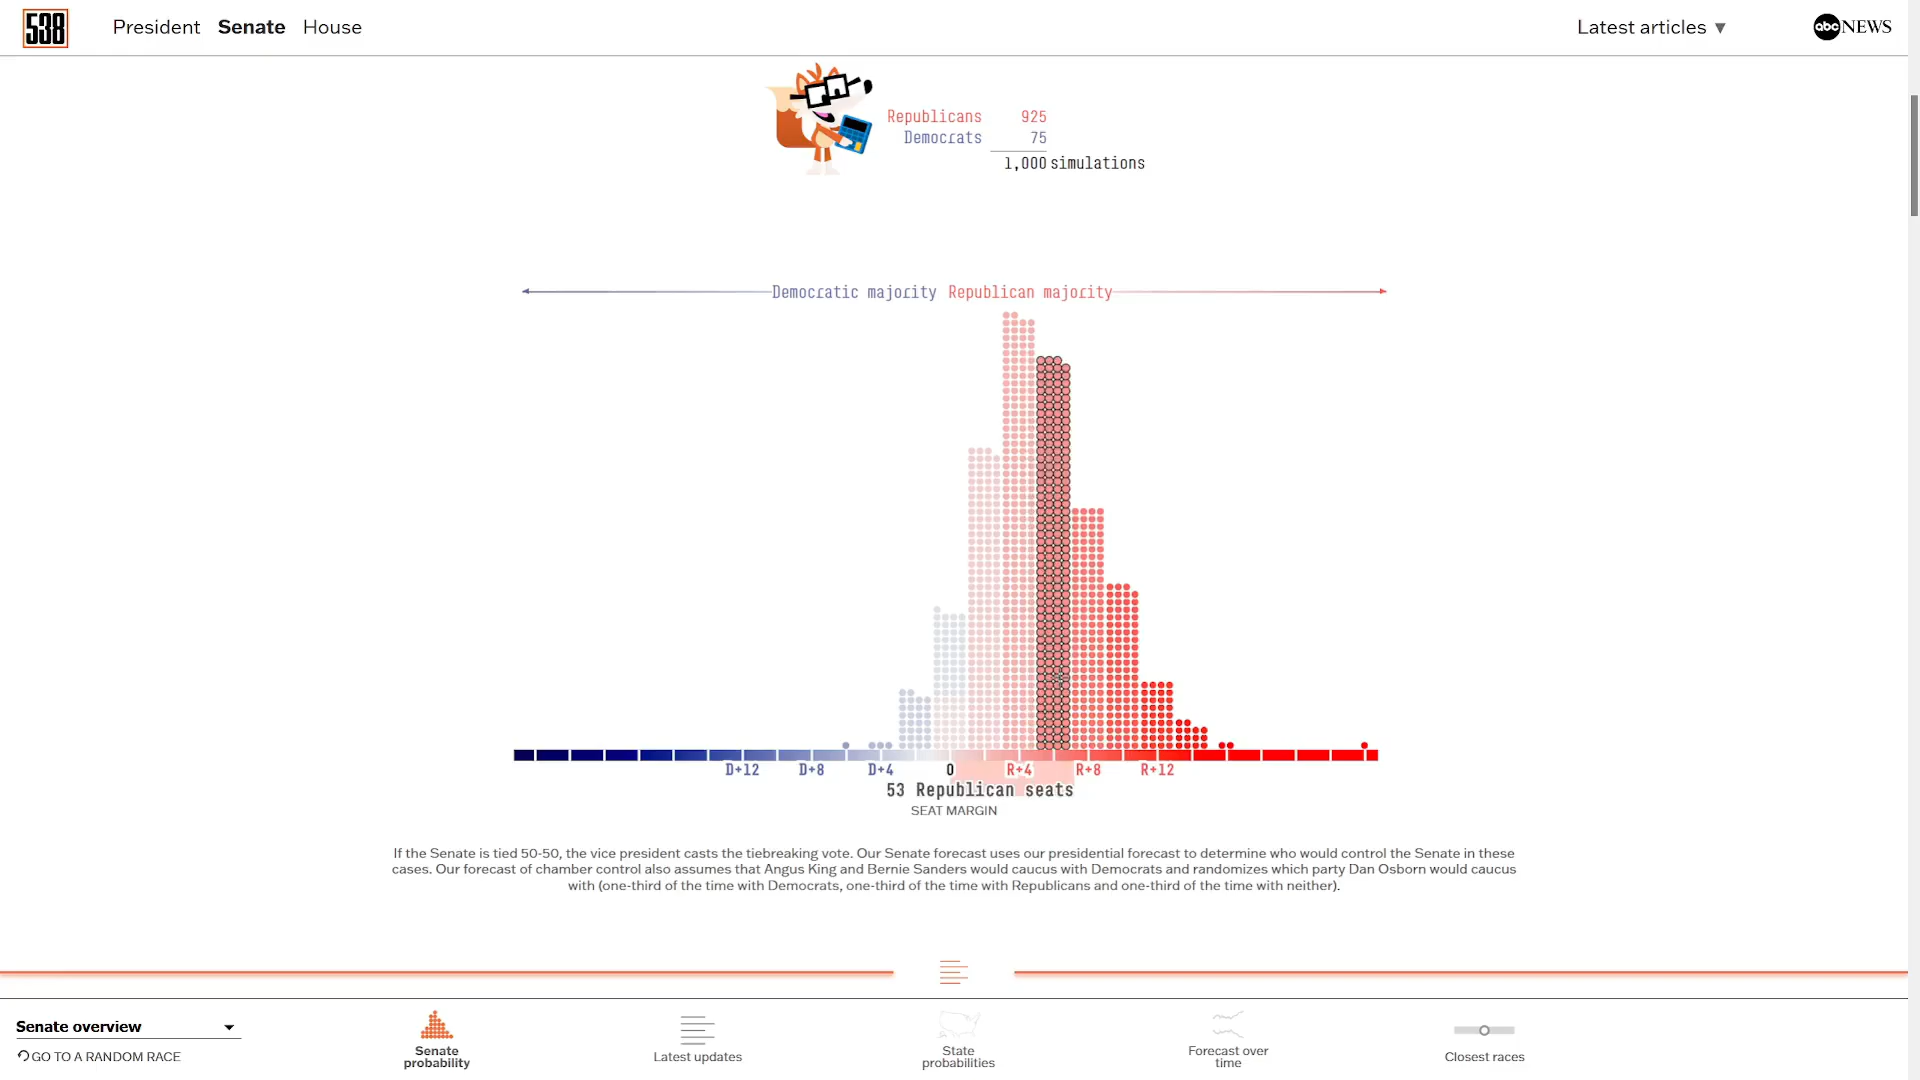 538
President Senate House
Latest articles ▼
abc NEWS
Republicans 925
Democrats 75
1,000 simulations
Democratic majority Republican majority
D+12 D+8 D+4 0 R+4 R+8 R+12
53 Republican seats
SEAT MARGIN
If the Senate is tied 50-50, the vice president casts the tiebreaking vote. Our Senate forecast uses our presidential forecast to determine who would control the Senate in these
cases. Our forecast of chamber control also assumes that Angus King and Bernie Sanders would caucus with Democrats and randomizes which party Dan Osborn would caucus
with (one-third of the time with Democrats, one-third of the time with Republicans and one-third of the time with neither).
Senate overview
GO TO A RANDOM RACE
Senate
probability
Latest updates
State
probabilities
Forecast over
time
Closest races